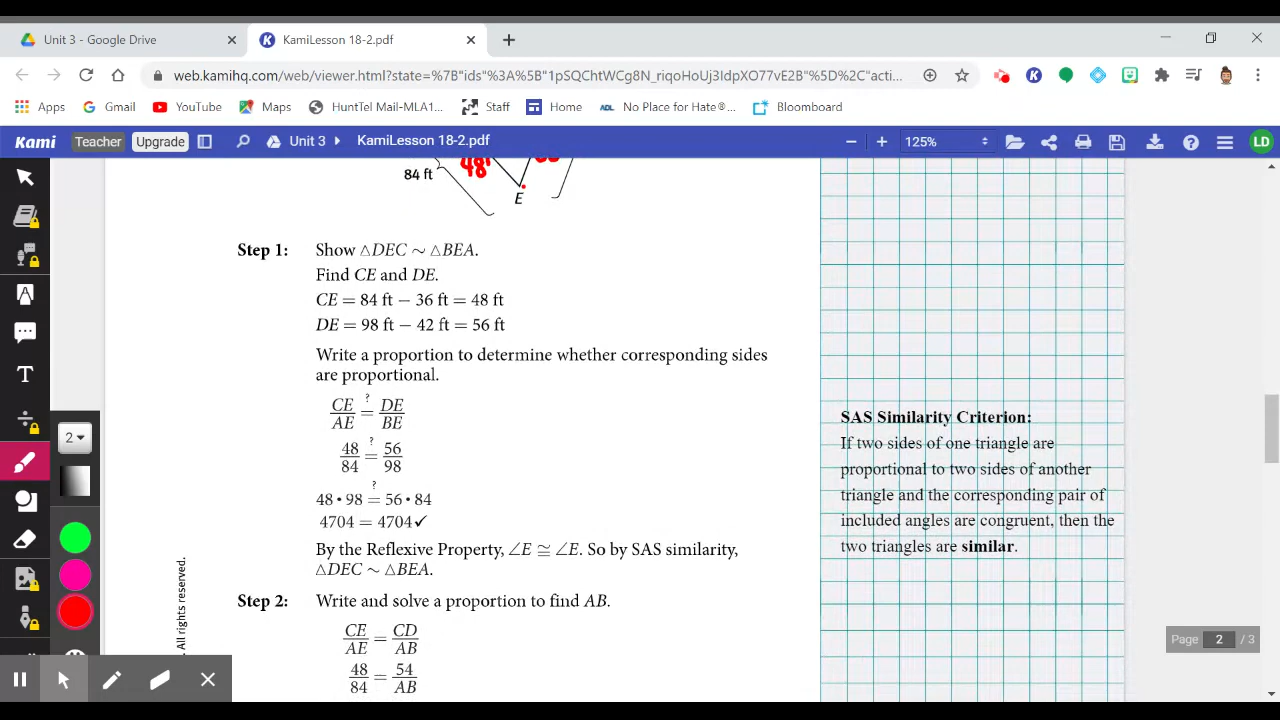 Unit 3 - Google Drive
KamiLesson 18-2.pdf
web.kamihq.com/web/viewer.html?state=%7B"ids"%3A%5B"1pSQChtWCg8N_riqoHoUj3IdpXO77vE2B"%5D%2C"acti...
Apps
Gmail
YouTube
Maps
HuntTel Mail-MLA1...
Staff
ADL
No Place for Hate®...
Home
Bloomboard
Kami
Teacher
Upgrade
Unit 3
KamiLesson 18-2.pdf
125%
LD
84 ft
48'
E
Step 1: Show △DEC ~ △BEA.
Find CE and DE.
CE = 84 ft − 36 ft = 48 ft
DE = 98 ft − 42 ft = 56 ft
Write a proportion to determine whether corresponding sides
are proportional.
CE/AE ≟ DE/BE
48/84 ≟ 56/98
48 • 98 ≟ 56 • 84
4704 = 4704✓
By the Reflexive Property, ∠E ≅ ∠E. So by SAS similarity,
△DEC ~ △BEA.
Step 2: Write and solve a proportion to find AB.
CE/AE = CD/AB
48/84 = 54/AB
SAS Similarity Criterion:
If two sides of one triangle are
proportional to two sides of another
triangle and the corresponding pair of
included angles are congruent, then the
two triangles are similar.
All rights reserved.
2
Page 2 / 3